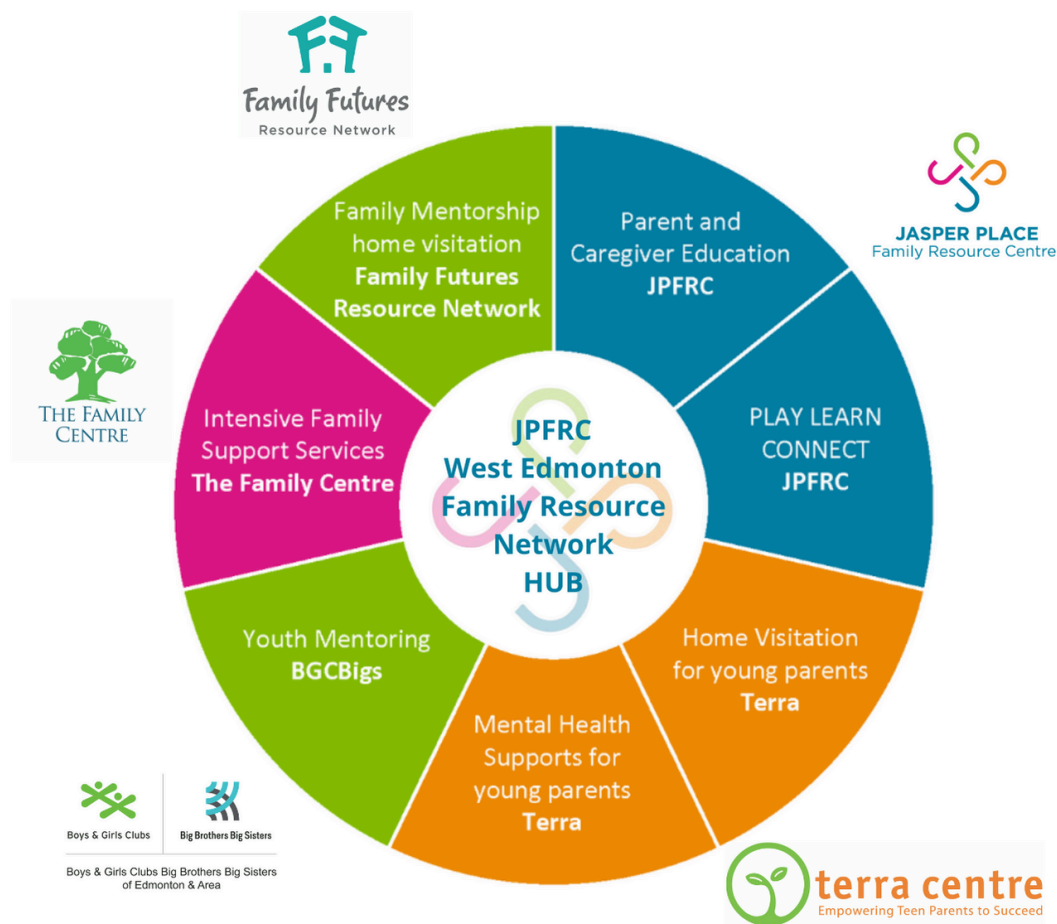 Family Futures
Resource Network
JASPER PLACE
Family Resource Centre
Family Mentorship
home visitation
Family Futures
Resource Network
Parent and
Caregiver Education
JPFRC
THE FAMILY
CENTRE
Intensive Family
Support Services
The Family Centre
JPFRC
West Edmonton
Family Resource
Network
HUB
PLAY LEARN
CONNECT
JPFRC
Youth Mentoring
BGCBigs
Home Visitation
for young parents
Terra
Mental Health
Supports for
young parents
Terra
Boys & Girls Clubs
Big Brothers Big Sisters
Boys & Girls Clubs Big Brothers Big Sisters
of Edmonton & Area
terra centre
Empowering Teen Parents to Succeed